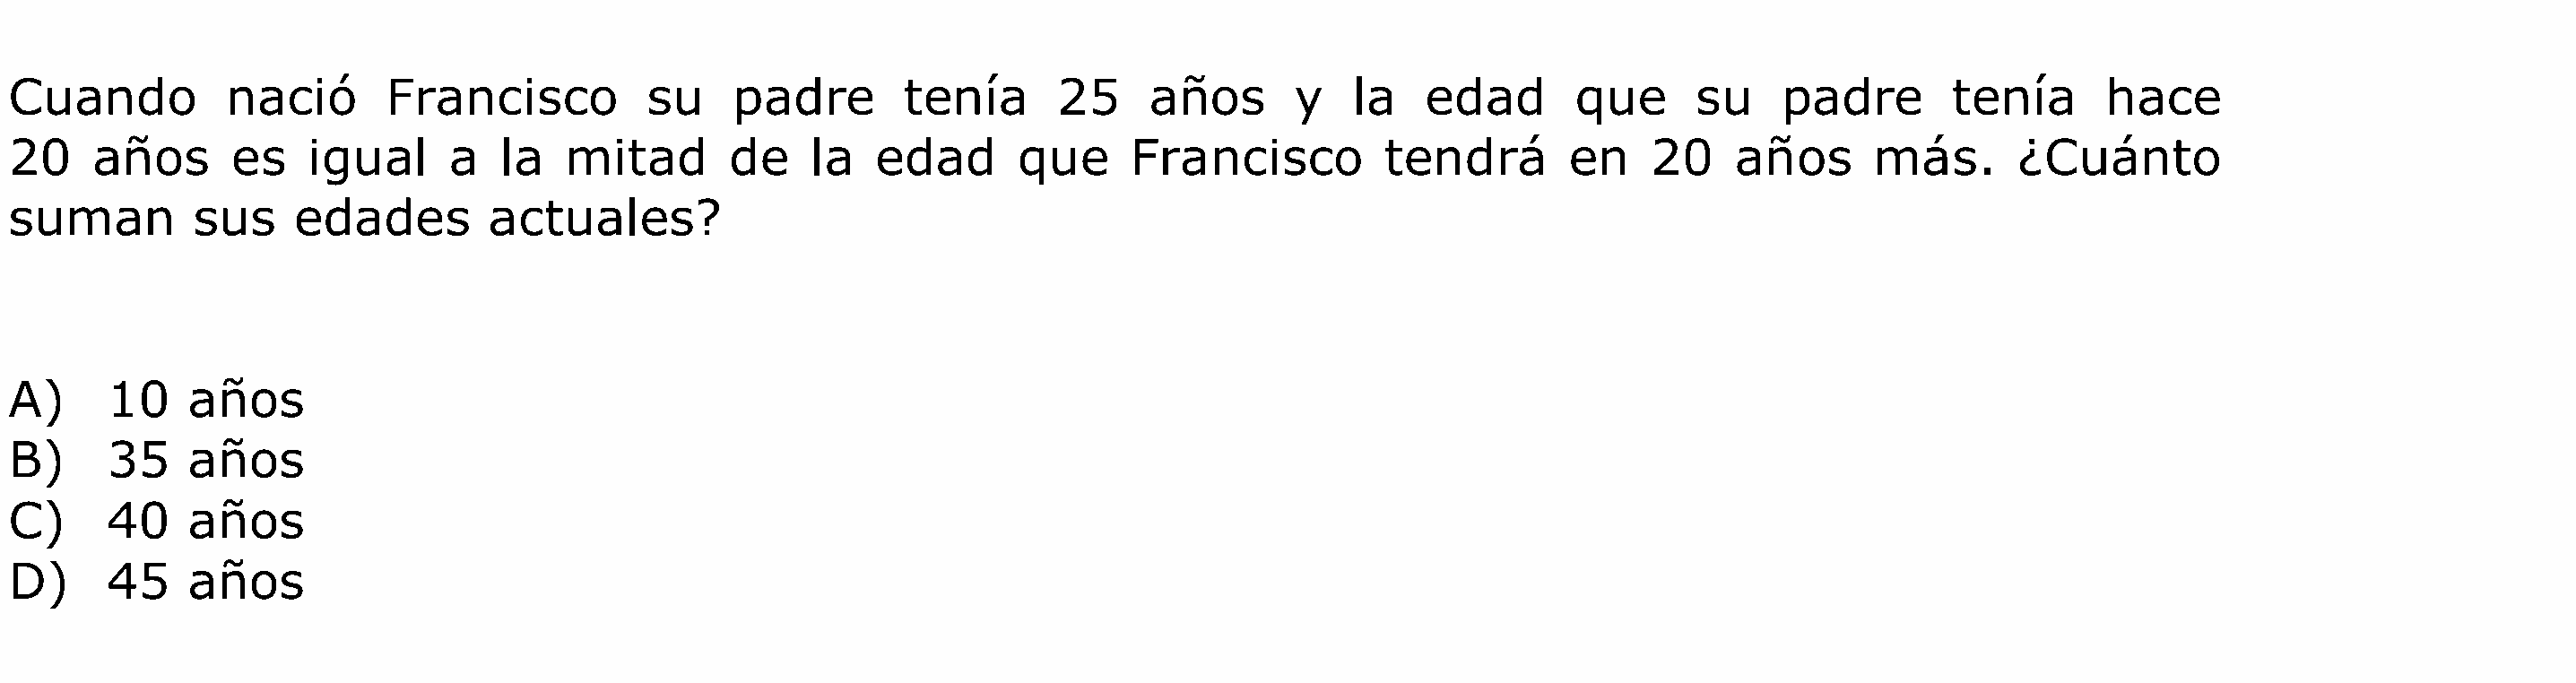 Cuando nació Francisco su padre tenía 25 años y la edad que su padre tenía hace
20 años es igual a la mitad de la edad que Francisco tendrá en 20 años más. ¿Cuánto
suman sus edades actuales?
A) 10 años
B) 35 años
C) 40 años
D) 45 años